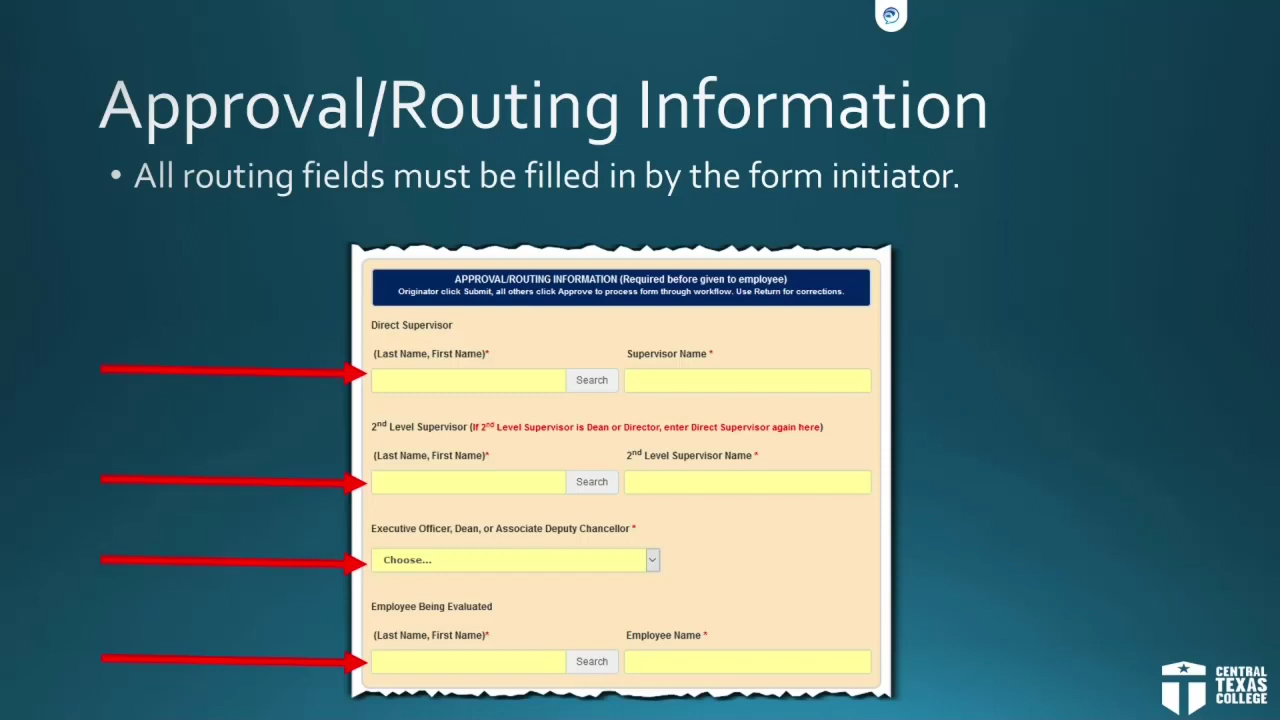 Approval/Routing Information
• All routing fields must be filled in by the form initiator.
APPROVAL/ROUTING INFORMATION (Required before given to employee)
Originator click Submit, all others click Approve to process form through workflow. Use Return for corrections.
Direct Supervisor
(Last Name, First Name)* Supervisor Name *
Search
2nd Level Supervisor (If 2nd Level Supervisor is Dean or Director, enter Direct Supervisor again here)
(Last Name, First Name)* 2nd Level Supervisor Name *
Search
Executive Officer, Dean, or Associate Deputy Chancellor *
Choose...
Employee Being Evaluated
(Last Name, First Name)* Employee Name *
Search
CENTRAL
TEXAS
COLLEGE